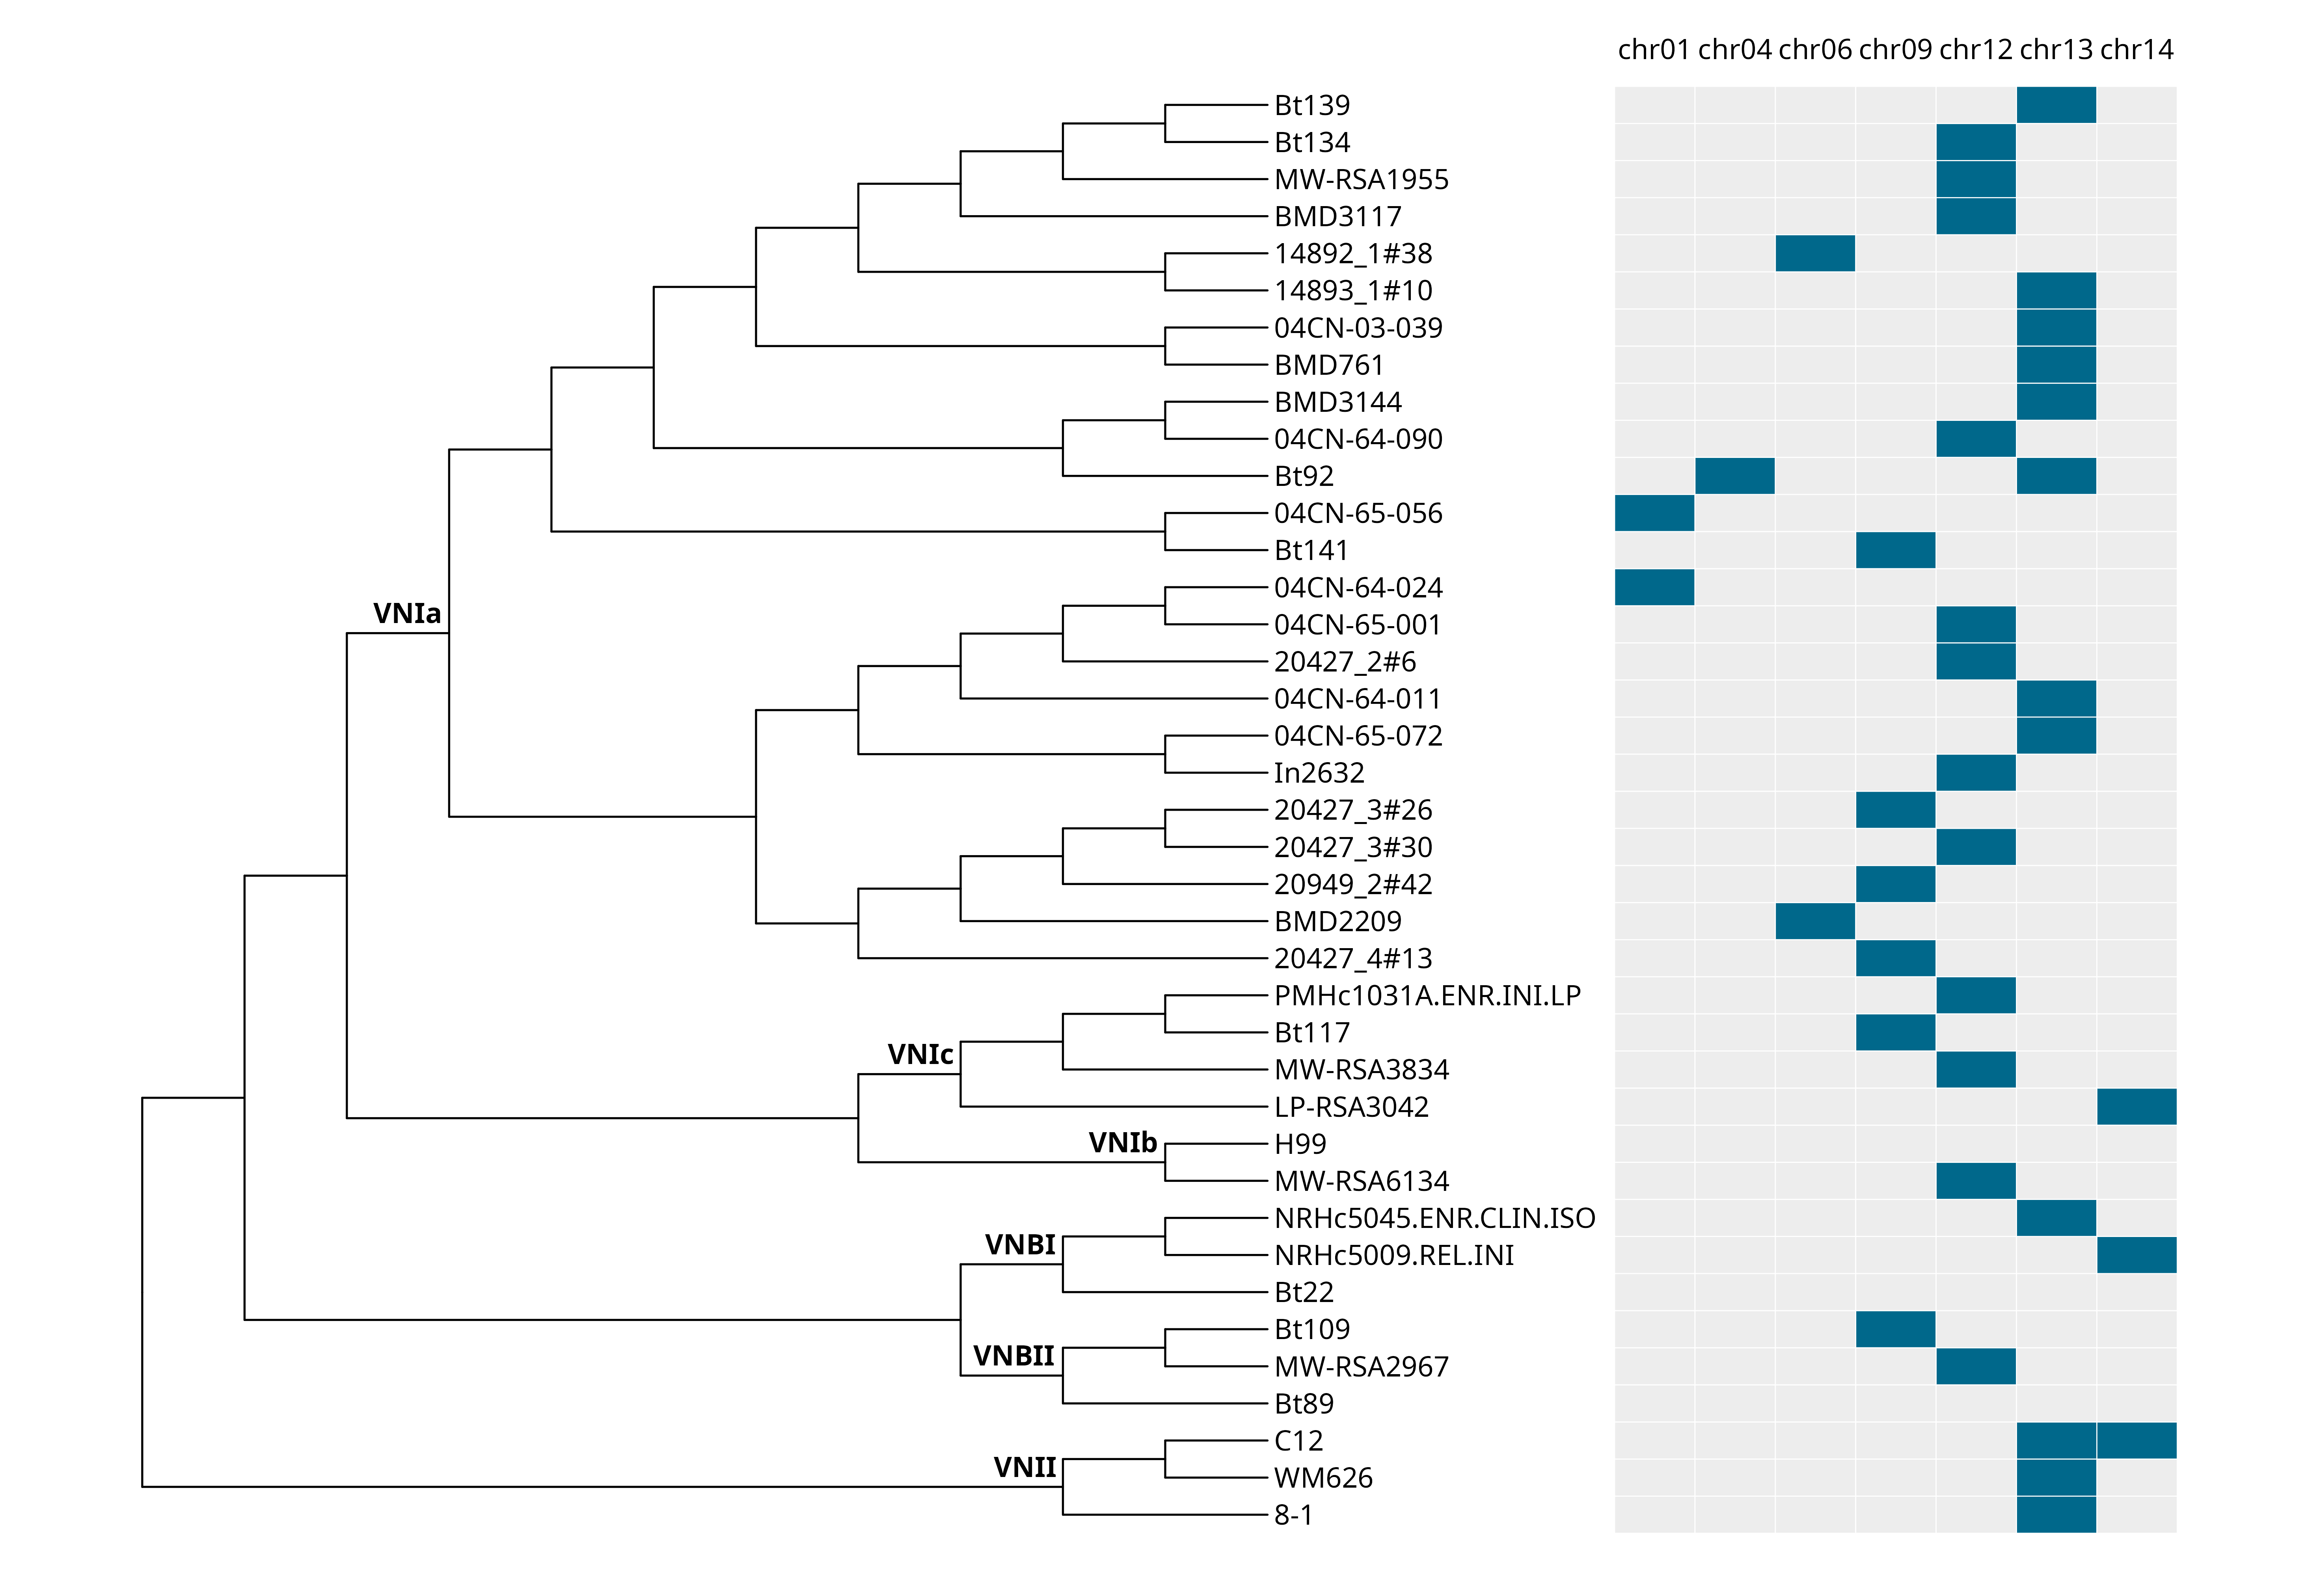 chr01 chr04 chr06 chr09 chr12 chr13 chr14
Bt139
Bt134
MW-RSA1955
BMD3117
14892_1#38
14893_1#10
04CN-03-039
BMD761
BMD3144
04CN-64-090
Bt92
04CN-65-056
Bt141
04CN-64-024
VNIa
04CN-65-001
20427_2#6
04CN-64-011
04CN-65-072
In2632
20427_3#26
20427_3#30
20949_2#42
BMD2209
20427_4#13
PMHc1031A.ENR.INI.LP
Bt117
VNIc
MW-RSA3834
LP-RSA3042
VNIb
H99
MW-RSA6134
NRHc5045.ENR.CLIN.ISO
VNBI
NRHc5009.REL.INI
Bt22
Bt109
VNBII
MW-RSA2967
Bt89
C12
VNII
WM626
8-1